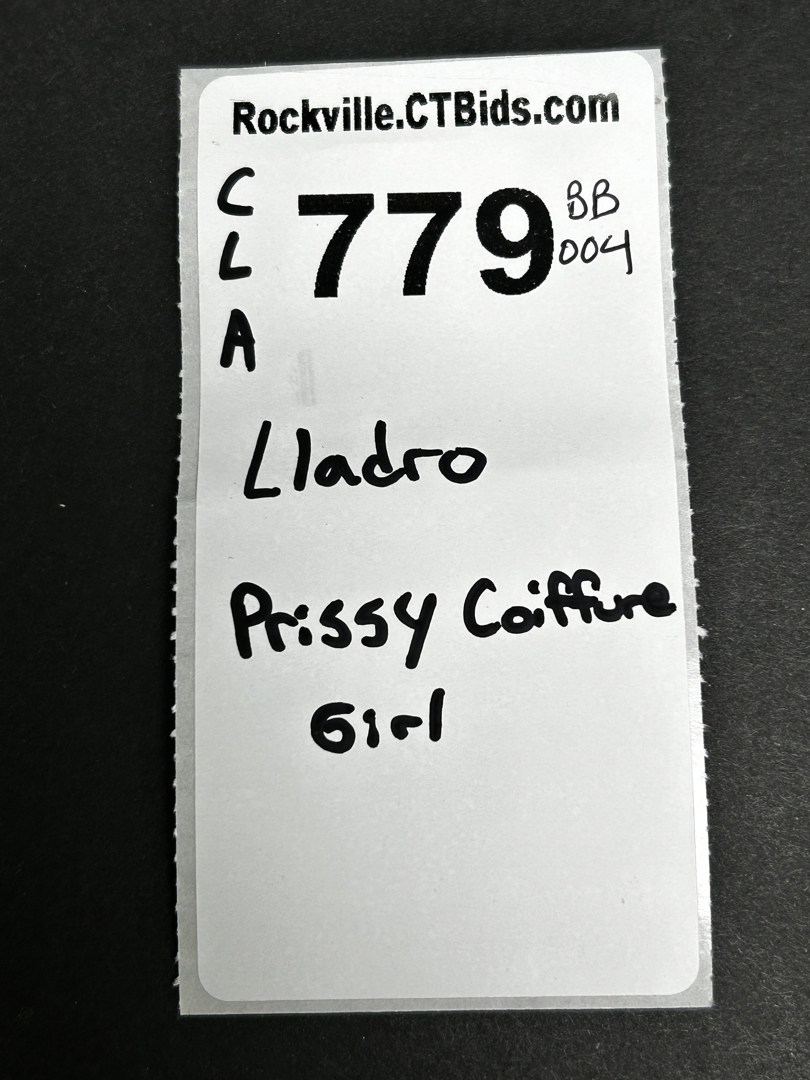 Rockville.CTBids.com
C
L
A
779
BB
004
Lladro
Prissy Coiffure
Girl